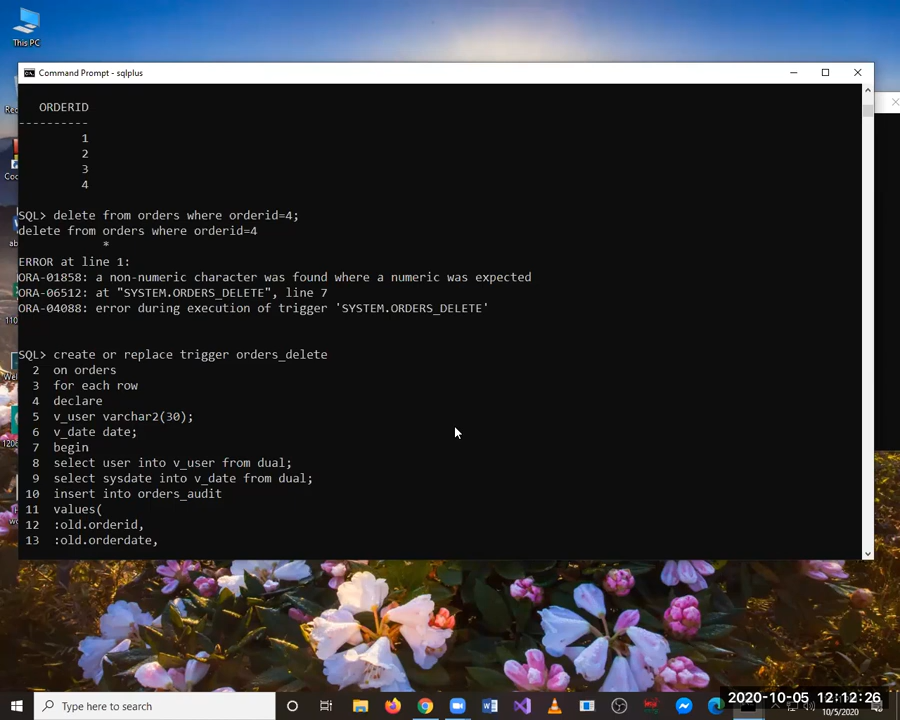 This PC
Command Prompt - sqlplus
ORDERID
----------
1
2
3
4
SQL> delete from orders where orderid=4;
delete from orders where orderid=4
*
ERROR at line 1:
ORA-01858: a non-numeric character was found where a numeric was expected
ORA-06512: at "SYSTEM.ORDERS_DELETE", line 7
ORA-04088: error during execution of trigger 'SYSTEM.ORDERS_DELETE'
SQL> create or replace trigger orders_delete
2 on orders
3 for each row
4 declare
5 v_user varchar2(30);
6 v_date date;
7 begin
8 select user into v_user from dual;
9 select sysdate into v_date from dual;
10 insert into orders_audit
11 values(
12 :old.orderid,
13 :old.orderdate,
Type here to search
2020-10-05 12:12:26
10/5/2020